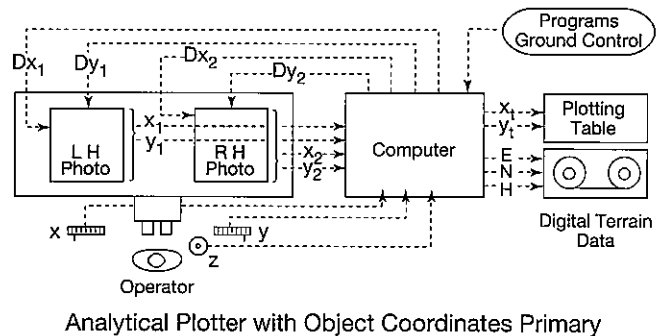 Programs
Ground Control
Dx1
Dy1
Dx2
Dy2
x1
y1
L H
Photo
R H
Photo
x2
y2
Computer
xt
yt
Plotting
Table
E
N
H
Digital Terrain
Data
x
y
z
Operator
Analytical Plotter with Object Coordinates Primary